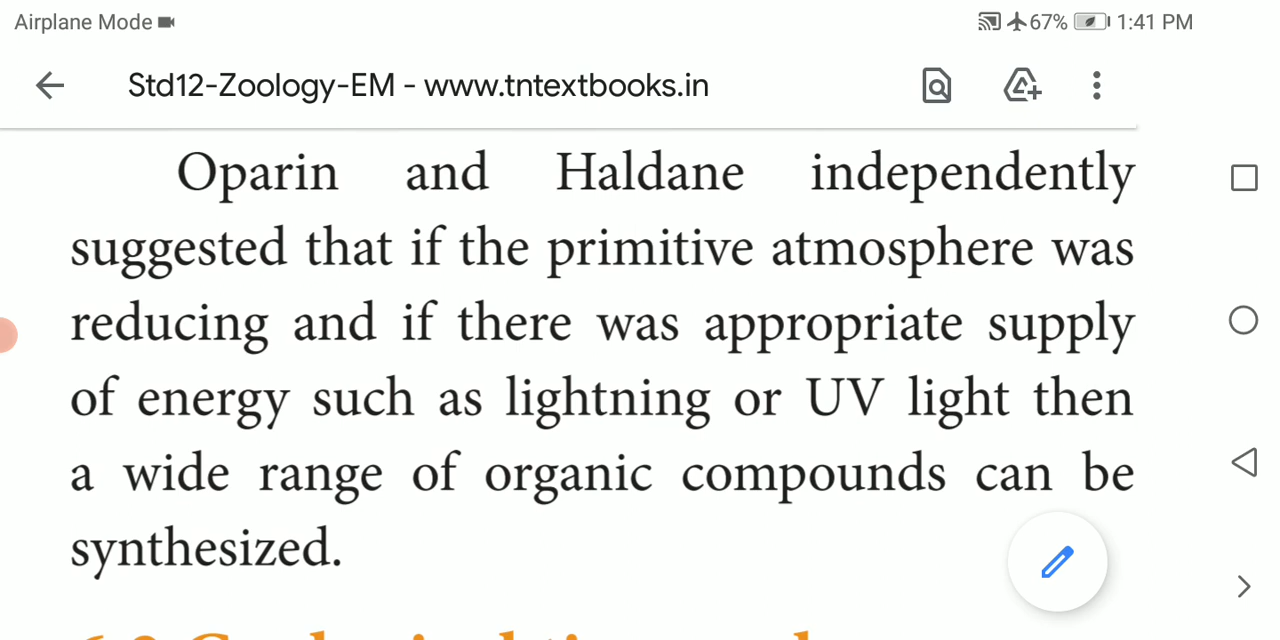 Airplane Mode 67% 1:41 PM
Std12-Zoology-EM - www.tntextbooks.in
Oparin and Haldane independently
suggested that if the primitive atmosphere was
reducing and if there was appropriate supply
of energy such as lightning or UV light then
a wide range of organic compounds can be
synthesized.